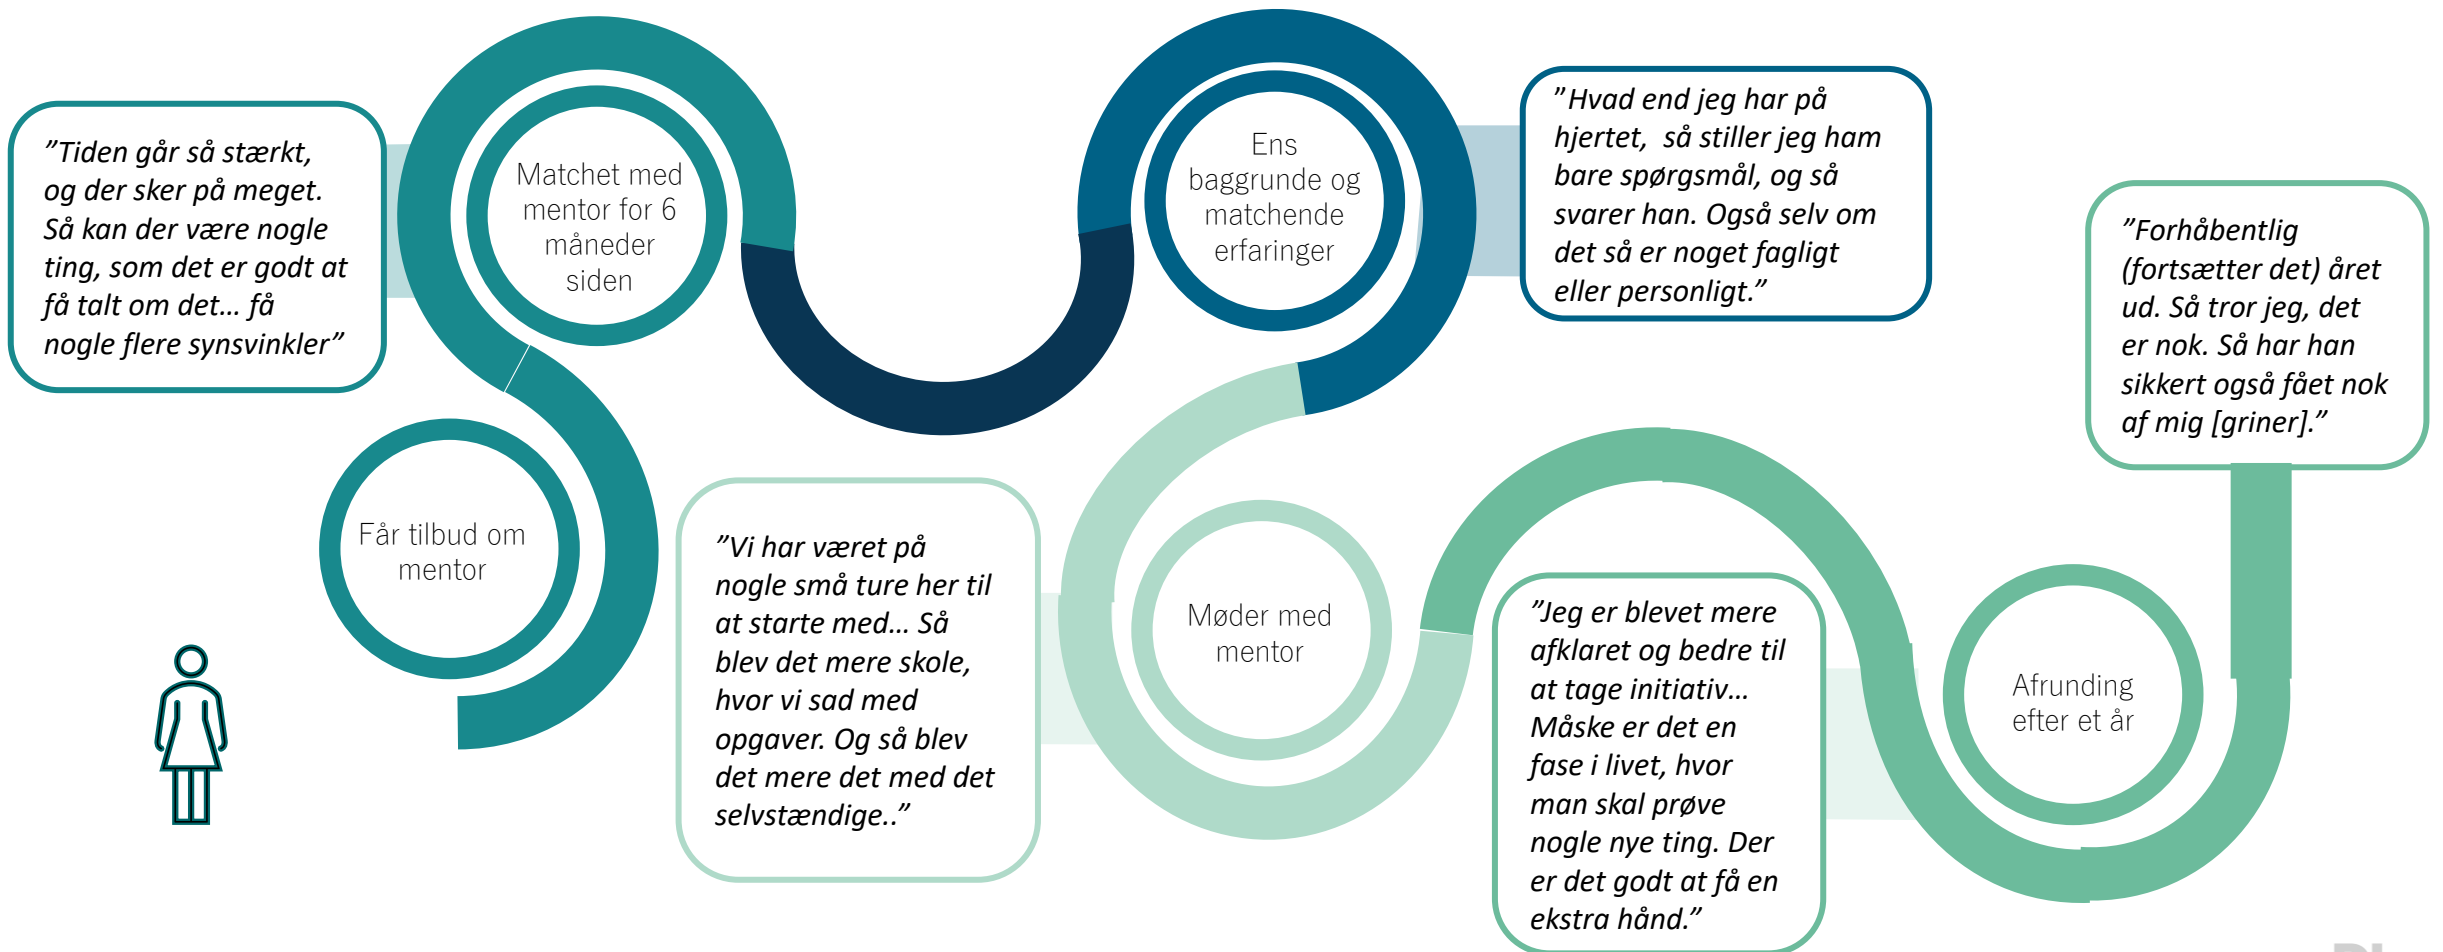 ”Tiden går så stærkt,
og der sker på meget.
Så kan der være nogle
ting, som det er godt at
få talt om det… få
nogle flere synsvinkler”
Matchet med
mentor for 6
måneder
siden
Ens
baggrunde og
matchende
erfaringer
”Hvad end jeg har på
hjertet, så stiller jeg ham
bare spørgsmål, og så
svarer han. Også selv om
det så er noget fagligt
eller personligt.”
”Forhåbentlig
(fortsætter det) året
ud. Så tror jeg, det
er nok. Så har han
sikkert også fået nok
af mig [griner].”
Får tilbud om
mentor
”Vi har været på
nogle små ture her til
at starte med… Så
blev det mere skole,
hvor vi sad med
opgaver. Og så blev
det mere det med det
selvstændige..”
Møder med
mentor
”Jeg er blevet mere
afklaret og bedre til
at tage initiativ…
Måske er det en
fase i livet, hvor
man skal prøve
nogle nye ting. Der
er det godt at få en
ekstra hånd.”
Afrunding
efter et år